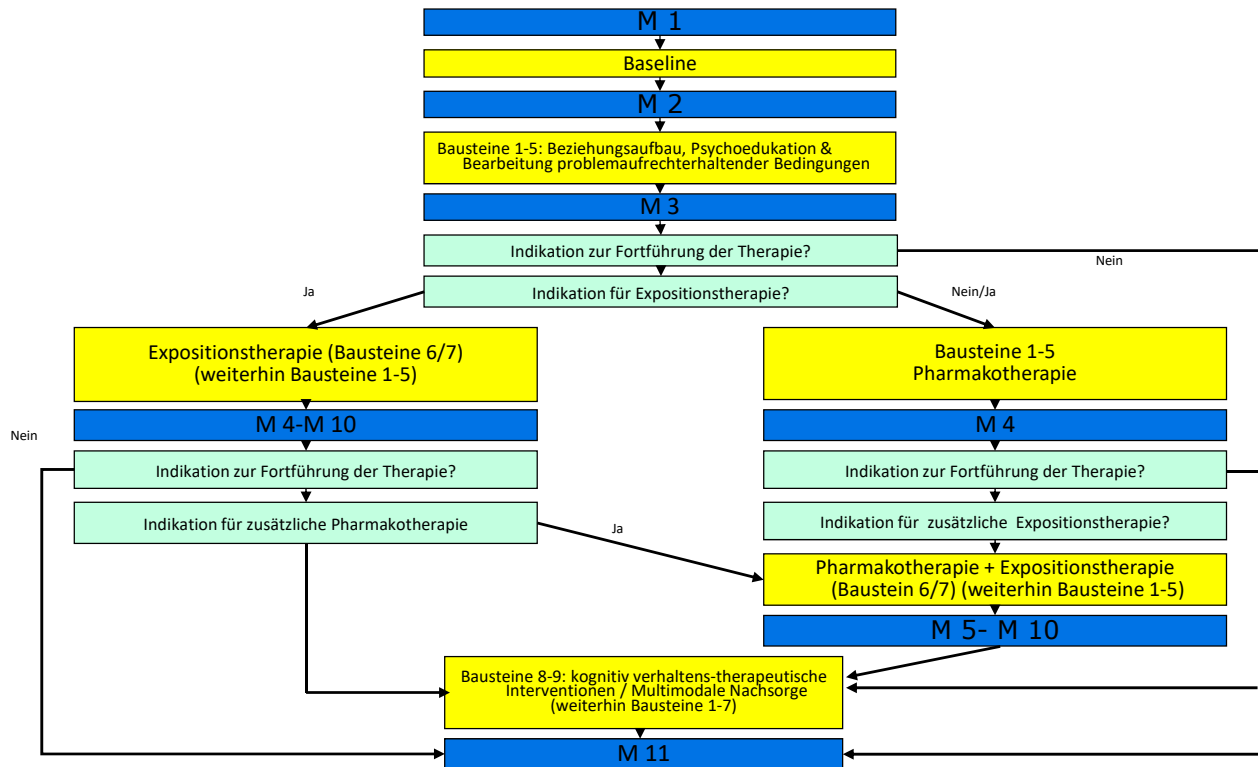 M 1
Baseline
M 2
Bausteine 1-5: Beziehungsaufbau, Psychoedukation &
Bearbeitung problemaufrechterhaltender Bedingungen
M 3
Indikation zur Fortführung der Therapie?
Nein
Indikation für Expositionstherapie?
Ja
Nein/Ja
Expositionstherapie (Bausteine 6/7)
(weiterhin Bausteine 1-5)
Bausteine 1-5
Pharmakotherapie
M 4-M 10
M 4
Nein
Indikation zur Fortführung der Therapie?
Indikation zur Fortführung der Therapie?
Indikation für zusätzliche Pharmakotherapie
Ja
Indikation für zusätzliche Expositionstherapie?
Pharmakotherapie + Expositionstherapie
(Baustein 6/7) (weiterhin Bausteine 1-5)
M 5- M 10
Bausteine 8-9: kognitiv verhaltens-therapeutische
Interventionen / Multimodale Nachsorge
(weiterhin Bausteine 1-7)
M 11